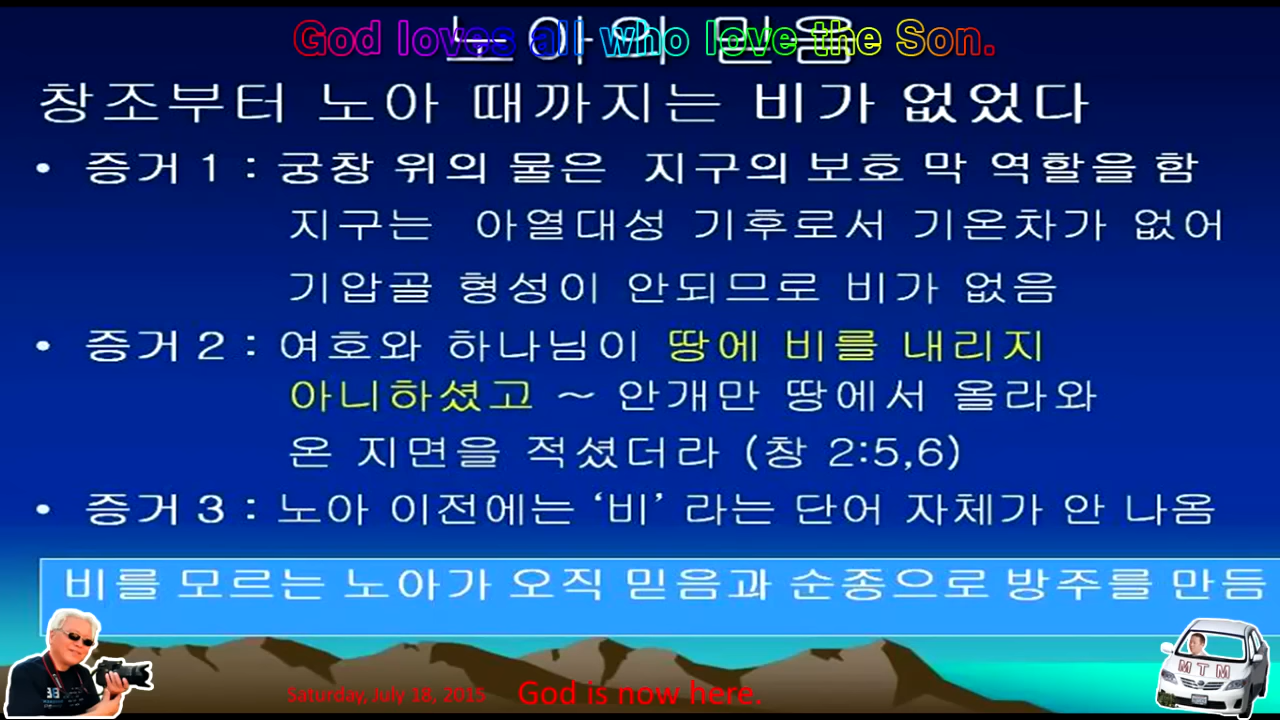 God loves all who love the Son.
노아의 믿음
창조부터 노아 때까지는 비가 없었다
• 증거 1 : 궁창 위의 물은 지구의 보호 막 역할을 함
지구는 아열대성 기후로서 기온차가 없어
기압골 형성이 안되므로 비가 없음
• 증거 2 : 여호와 하나님이 땅에 비를 내리지
아니하셨고 ~ 안개만 땅에서 올라와
온 지면을 적셨더라 (창 2:5,6)
• 증거 3 : 노아 이전에는 ‘비’ 라는 단어 자체가 안 나옴
비를 모르는 노아가 오직 믿음과 순종으로 방주를 만듬
Saturday, July 18, 2015 God is now here.
MTM